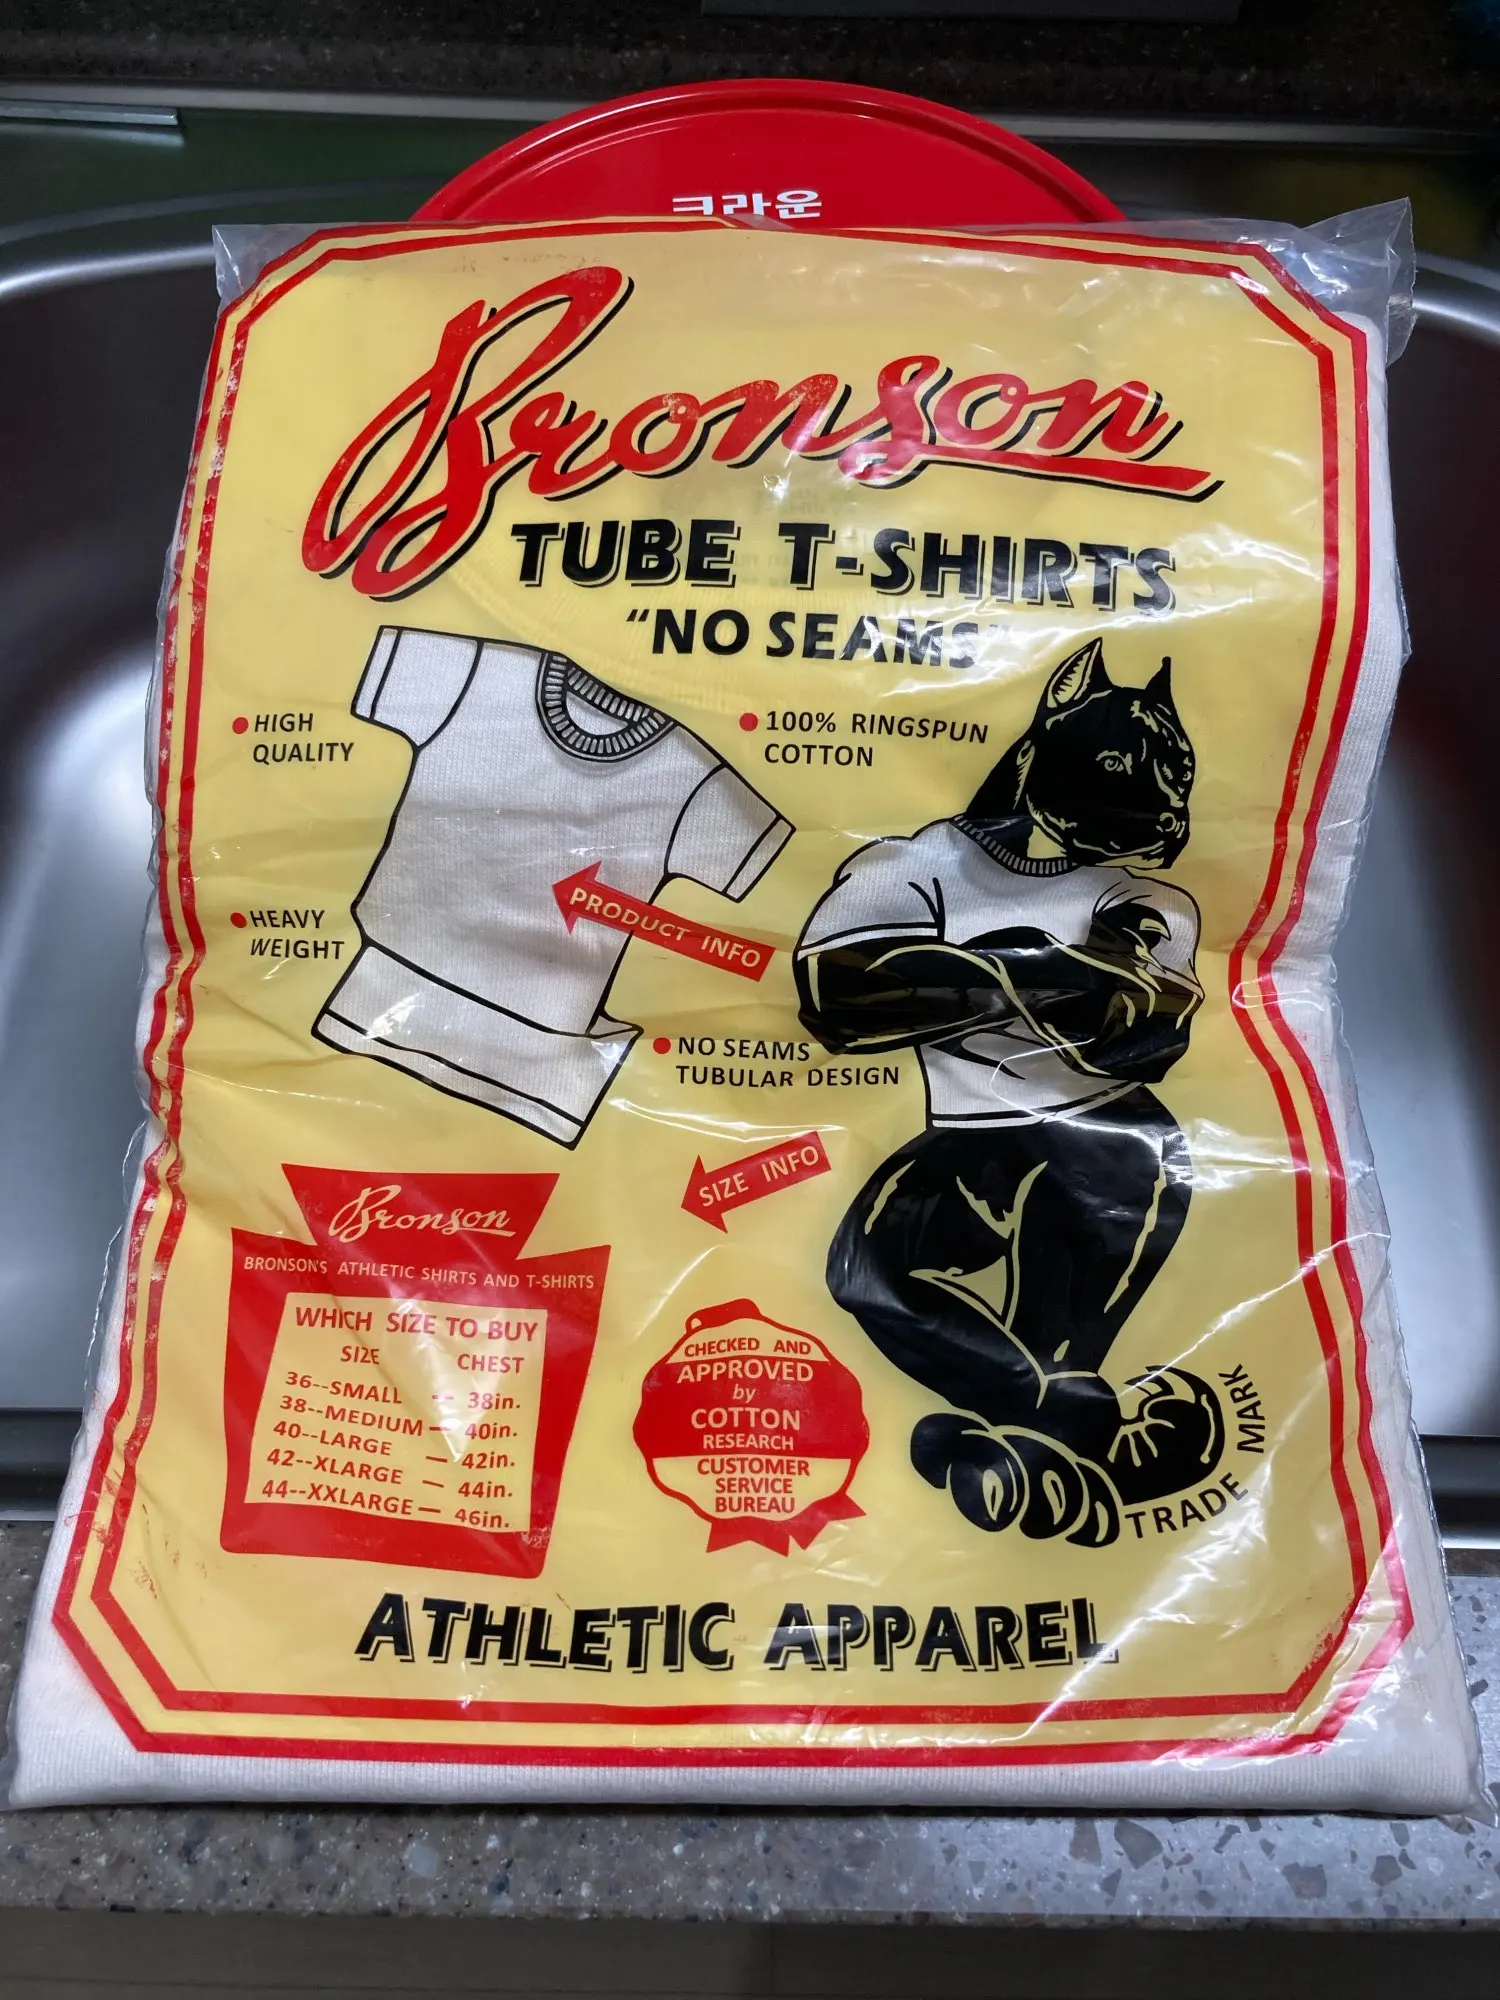 크라운
Bronson
TUBE T-SHIRTS
"NO SEAMS"
● HIGH
QUALITY
● 100% RINGSPUN
COTTON
PRODUCT INFO
● HEAVY
WEIGHT
● NO SEAMS
TUBULAR DESIGN
SIZE INFO
Bronson
BRONSON'S ATHLETIC SHIRTS AND T-SHIRTS
WHICH SIZE TO BUY
SIZE CHEST
36--SMALL -- 38in.
38--MEDIUM — 40in.
40--LARGE — 42in.
42--XLARGE — 44in.
44--XXLARGE — 46in.
CHECKED AND
APPROVED
by
COTTON
RESEARCH
CUSTOMER
SERVICE
BUREAU
TRADE MARK
ATHLETIC APPAREL